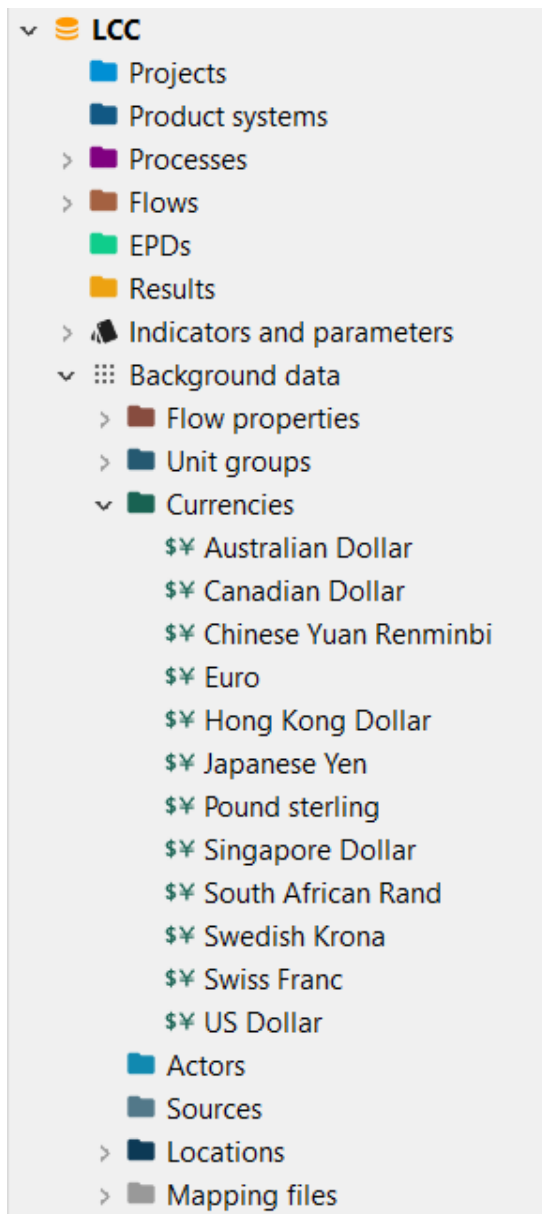 LCC
Projects
Product systems
Processes
Flows
EPDs
Results
Indicators and parameters
Background data
Flow properties
Unit groups
Currencies
$¥ Australian Dollar
$¥ Canadian Dollar
$¥ Chinese Yuan Renminbi
$¥ Euro
$¥ Hong Kong Dollar
$¥ Japanese Yen
$¥ Pound sterling
$¥ Singapore Dollar
$¥ South African Rand
$¥ Swedish Krona
$¥ Swiss Franc
$¥ US Dollar
Actors
Sources
Locations
Mapping files